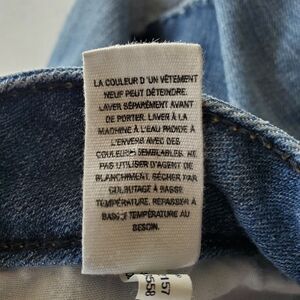 LA COULEUR D'UN VÊTEMENT
NEUF PEUT DÉTEINDRE.
LAVER SÉPARÉMENT AVANT
DE PORTER. LAVER À LA
MACHINE À L'EAU FROIDE À
L'ENVERS AVEC DES
COULEURS SEMBLABLES. NE
PAS UTILISER D'AGENT DE
BLANCHIMENT. SÉCHER PAR
CULBUTAGE À BASSE
TEMPÉRATURE. REPASSER À
BASSE TEMPÉRATURE AU
BESOIN.
157
558